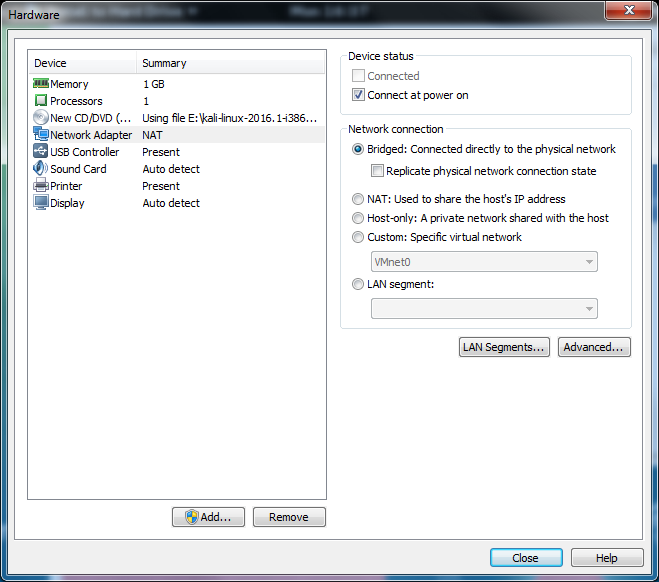 Hardware
Device Summary
Memory 1 GB
Processors 1
New CD/DVD (... Using file E:\kali-linux-2016.1-i386...
Network Adapter NAT
USB Controller Present
Sound Card Auto detect
Printer Present
Display Auto detect
Add...
Remove
Device status
Connected
Connect at power on
Network connection
Bridged: Connected directly to the physical network
Replicate physical network connection state
NAT: Used to share the host's IP address
Host-only: A private network shared with the host
Custom: Specific virtual network
VMnet0
LAN segment:
LAN Segments...
Advanced...
Close
Help